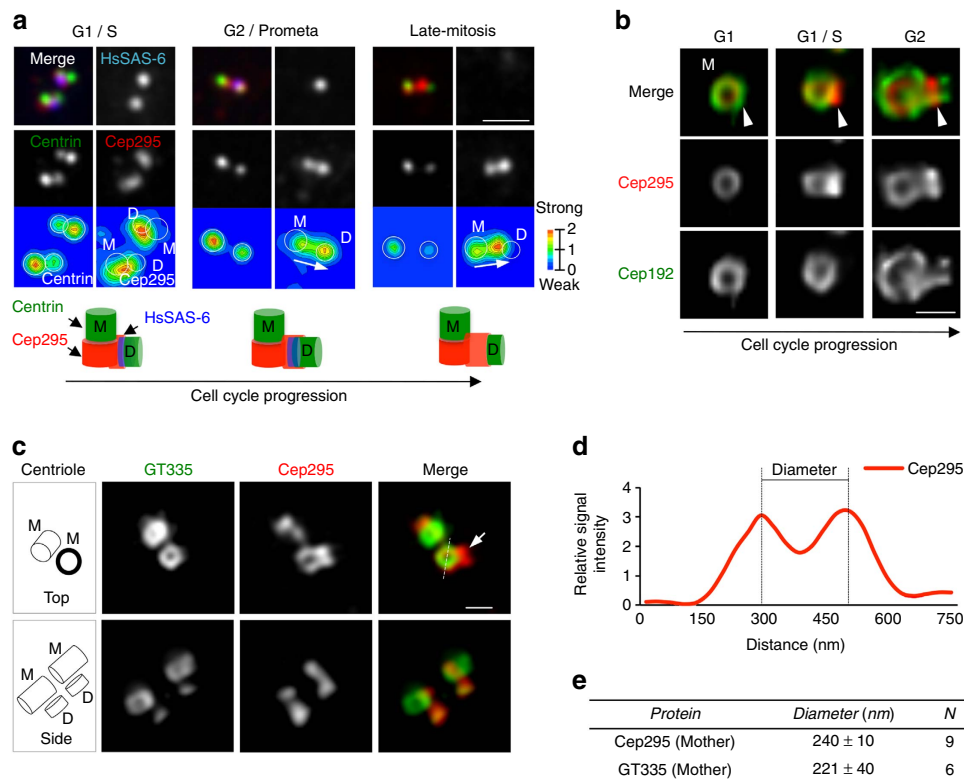 a
G1 / S
G2 / Prometa
Late-mitosis
Merge
HsSAS-6
Centrin
Cep295
D
M
M
D
Centrin
Cep295
M
D
M
D
Strong
2
1
0
Weak
Centrin
Cep295
HsSAS-6
M
D
M
D
M
D
Cell cycle progression
b
G1
G1 / S
G2
Merge
M
Cep295
Cep192
Cell cycle progression
c
Centriole
GT335
Cep295
Merge
M
M
Top
M
M
D
D
Side
d
Diameter
Cep295
Relative signal
intensity
4
3
2
1
0
0 150 300 450 600 750
Distance (nm)
e
Protein Diameter (nm) N
Cep295 (Mother) 240 ± 10 9
GT335 (Mother) 221 ± 40 6